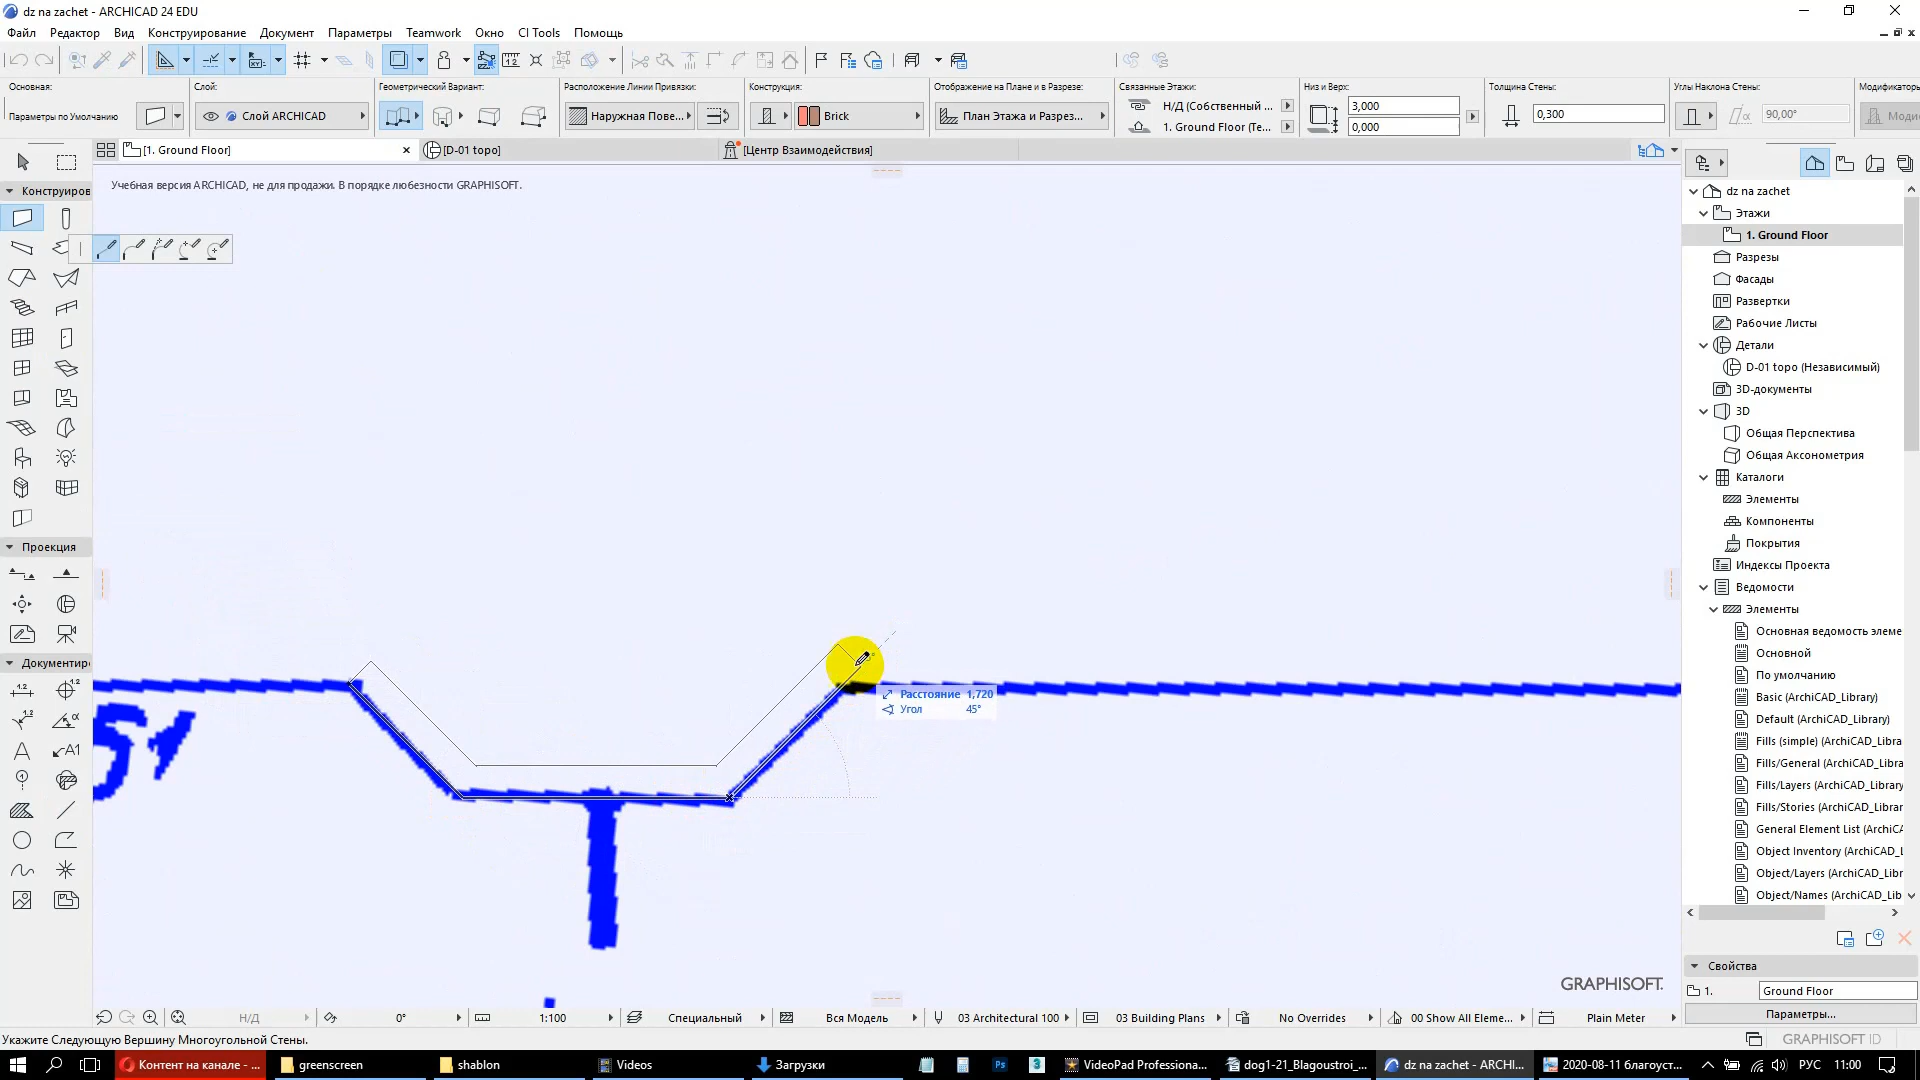 dz na zachet - ARCHICAD 24 EDU
Файл Редактор Вид Конструирование Документ Параметры Teamwork Окно CI Tools Помощь
Основная: Слой: Геометрический Вариант: Расположение Линии Привязки: Конструкция: Отображение на Плане и в Разрезе: Связанные Этажи: Низ и Верх: Толщина Стены: Углы Наклона Стены: Модификаторы
Параметры по Умолчанию Слой ARCHICAD Наружная Пове... Brick План Этажа и Разрез... Н/Д (Собственный ... 3,000 0,300 90,00°
1. Ground Floor (Те... 0,000
[1. Ground Floor] [D-01 topo] [Центр Взаимодействия]
Учебная версия ARCHICAD, не для продажи. В порядке любезности GRAPHISOFT.
Конструиров
Проекция
Документир
Расстояние 1,720
Угол 45°
GRAPHISOFT.
dz na zachet
Этажи
1. Ground Floor
Разрезы
Фасады
Развертки
Рабочие Листы
Детали
D-01 topo (Независимый)
3D-документы
3D
Общая Перспектива
Общая Аксонометрия
Каталоги
Элементы
Компоненты
Покрытия
Индексы Проекта
Ведомости
Элементы
Основная ведомость элеме
Основной
По умолчанию
Basic (ArchiCAD_Library)
Default (ArchiCAD_Library)
Fills (simple) (ArchiCAD_Libra
Fills/General (ArchiCAD_Librar
Fills/Layers (ArchiCAD_Library
Fills/Stories (ArchiCAD_Librar
General Element List (ArchiCA
Object Inventory (ArchiCAD_L
Object/Layers (ArchiCAD_Libr
Object/Names (ArchiCAD_Lib
Свойства
1. Ground Floor
Параметры...
Н/Д 0° 1:100 Специальный Вся Модель 03 Architectural 100 03 Building Plans No Overrides 00 Show All Eleme... Plain Meter
Укажите Следующую Вершину Многоугольной Стены. GRAPHISOFT ID
Контент на канале - ... greenscreen shablon Videos Загрузки VideoPad Professiona... dog1-21_Blagoustroi_... dz na zachet - ARCHI... 2020-08-11 благоуст... РУС 11:00